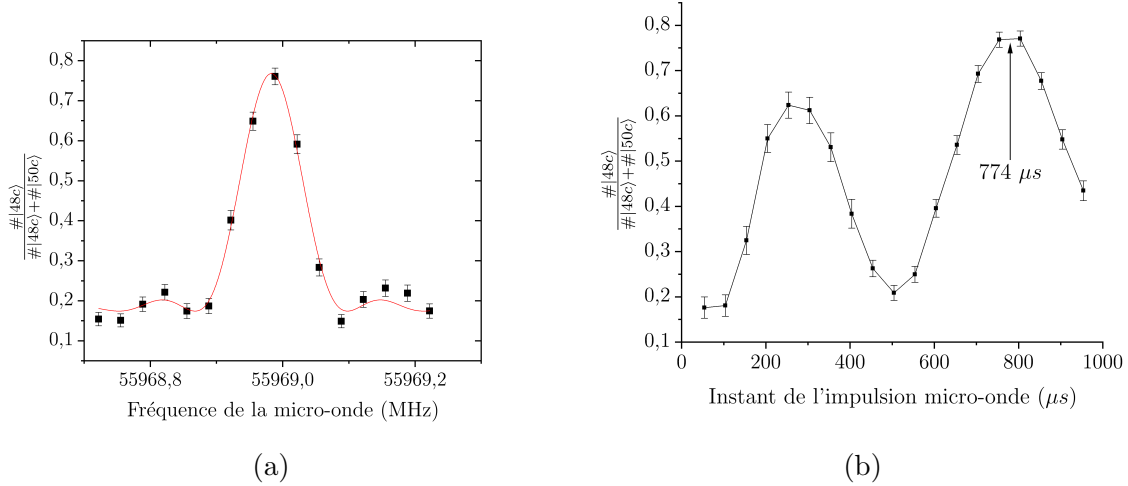 0,8
0,7
0,6
0,5
0,4
0,3
0,2
0,1
#|48c⟩
#|48c⟩+#|50c⟩
55968,8
55969,0
55969,2
Fréquence de la micro-onde (MHz)
(a)
0,8
0,7
0,6
0,5
0,4
0,3
0,2
0,1
#|48c⟩
#|48c⟩+#|50c⟩
774 μs
0
200
400
600
800
1000
Instant de l'impulsion micro-onde (μs)
(b)